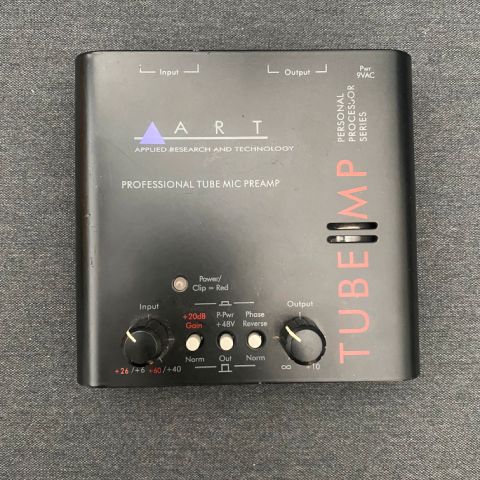 Input
Output
Pwr
9VAC
ART
APPLIED RESEARCH AND TECHNOLOGY
PERSONAL
PROCESSOR
SERIES
PROFESSIONAL TUBE MIC PREAMP
TUBE MP
Power/
Clip = Red
Input
+20dB
Gain
P-Pwr
+48V
Phase
Reverse
Output
Norm
Out
Norm
+26 /+6
+60/+40
∞
+10